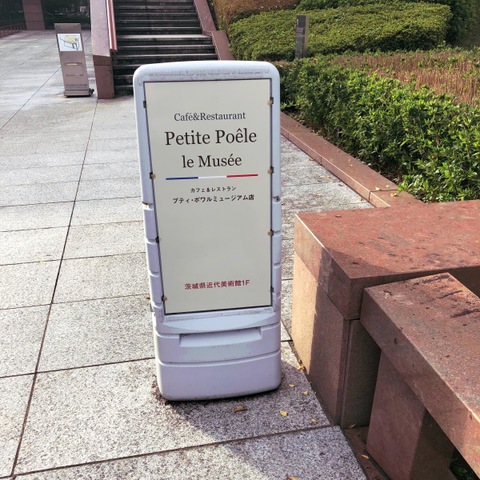 Café&Restaurant
Petite Poêle
le Musée
カフェ&レストラン
プティ・ポワルミュージアム店
茨城県近代美術館1F